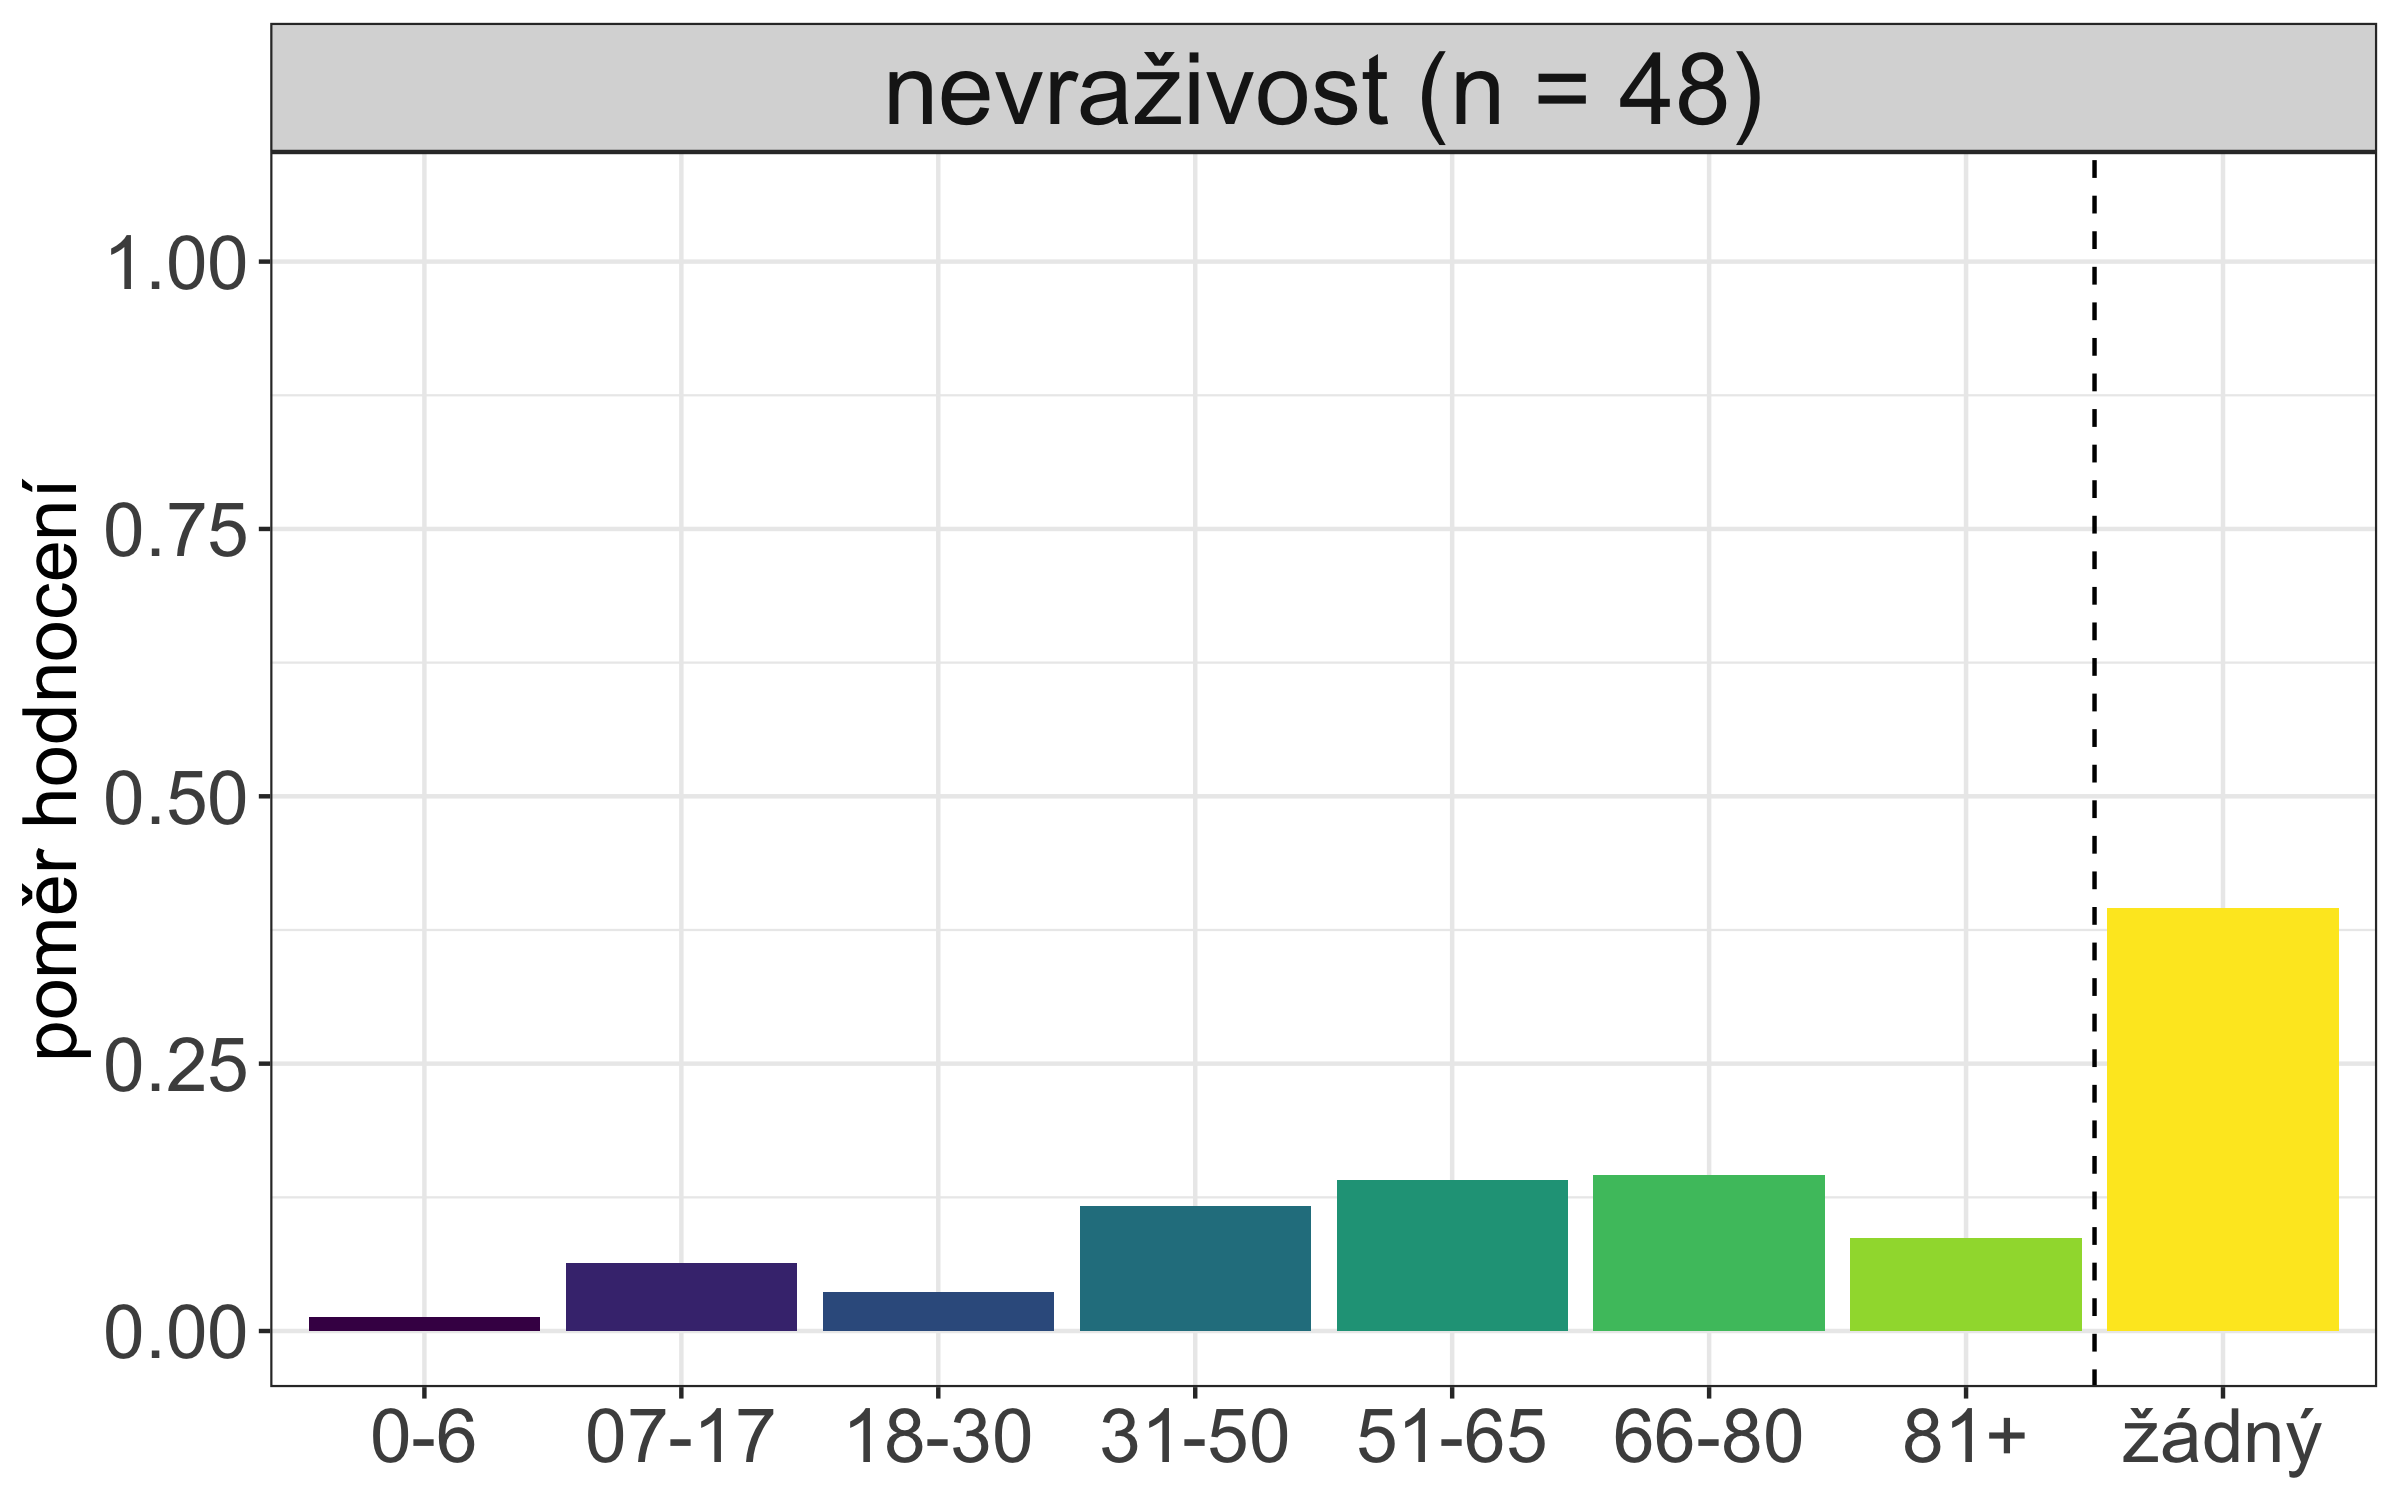 nevraživost (n = 48)
poměr hodnocení
1.00
0.75
0.50
0.25
0.00
0-6 07-17 18-30 31-50 51-65 66-80 81+ žádný